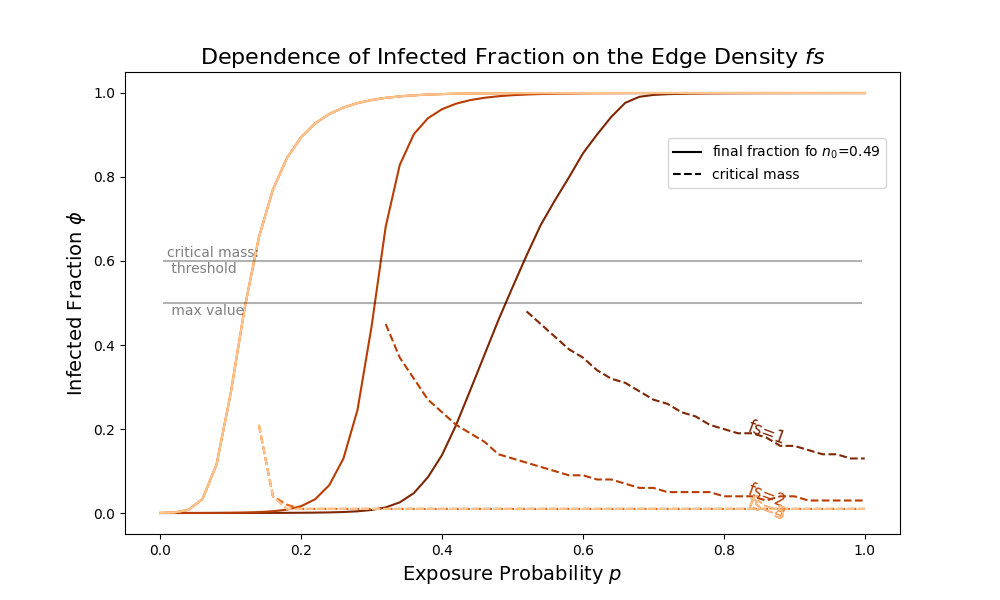 Dependence of Infected Fraction on the Edge Density fs
Infected Fraction ϕ
1.0
0.8
0.6
0.4
0.2
0.0
final fraction fo n₀=0.49
critical mass
critical mass:
threshold
max value
fs=1
fs=2
0.0 0.2 0.4 0.6 0.8 1.0
Exposure Probability p